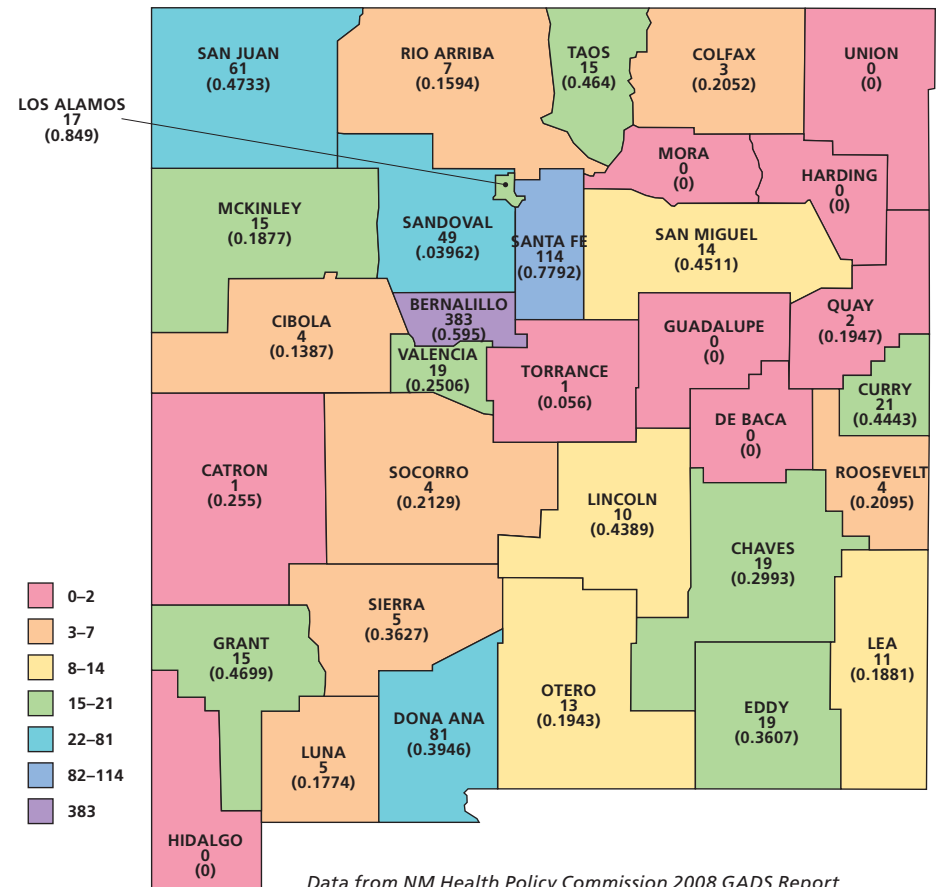 SAN JUAN
61
(0.4733)
RIO ARRIBA
7
(0.1594)
TAOS
15
(0.464)
COLFAX
3
(0.2052)
UNION
0
(0)
LOS ALAMOS
17
(0.849)
MORA
0
(0)
HARDING
0
(0)
MCKINLEY
15
(0.1877)
SANDOVAL
49
(.03962)
SANTA FE
114
(0.7792)
SAN MIGUEL
14
(0.4511)
CIBOLA
4
(0.1387)
BERNALILLO
383
(0.595)
VALENCIA
19
(0.2506)
TORRANCE
1
(0.056)
GUADALUPE
0
(0)
QUAY
2
(0.1947)
CURRY
21
(0.4443)
DE BACA
0
(0)
CATRON
1
(0.255)
SOCORRO
4
(0.2129)
LINCOLN
10
(0.4389)
ROOSEVELT
4
(0.2095)
CHAVES
19
(0.2993)
SIERRA
5
(0.3627)
GRANT
15
(0.4699)
LEA
11
(0.1881)
OTERO
13
(0.1943)
EDDY
19
(0.3607)
DONA ANA
81
(0.3946)
LUNA
5
(0.1774)
HIDALGO
0
(0)
0–2
3–7
8–14
15–21
22–81
82–114
383
Data from NM Health Policy Commission 2008 GADS Report